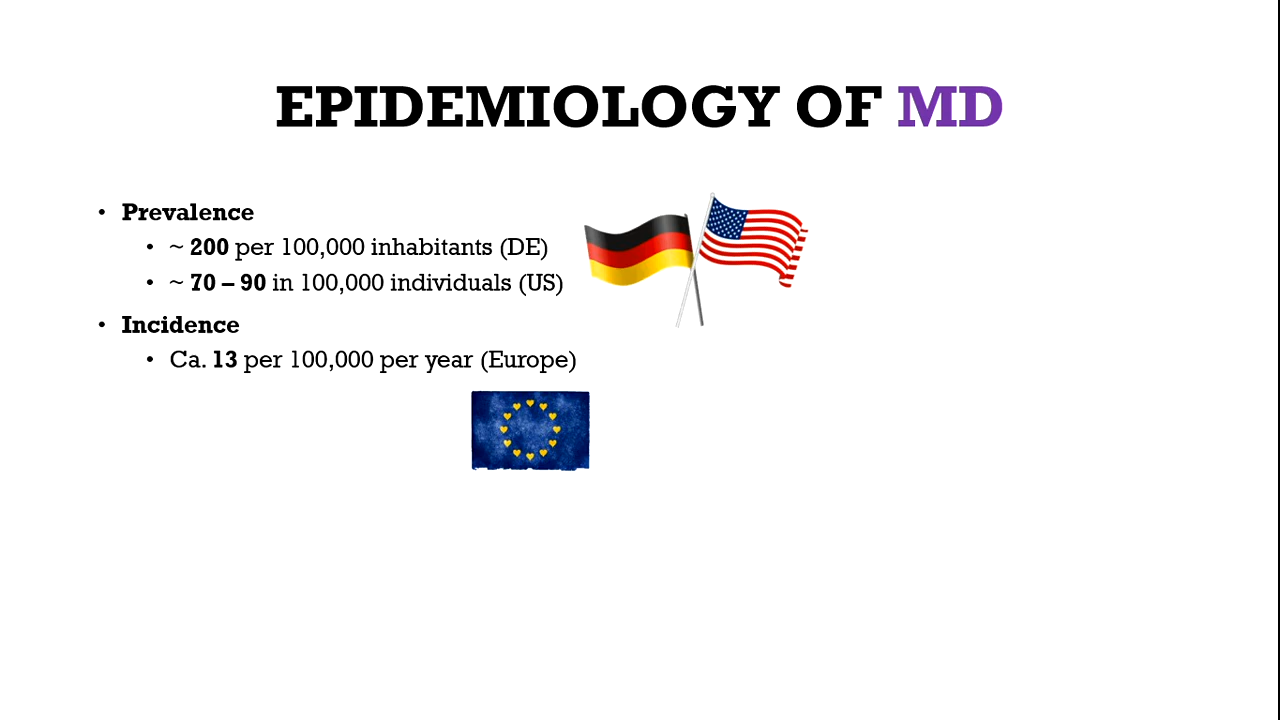 EPIDEMIOLOGY OF MD
• Prevalence
• ~ 200 per 100,000 inhabitants (DE)
• ~ 70 – 90 in 100,000 individuals (US)
• Incidence
• Ca. 13 per 100,000 per year (Europe)